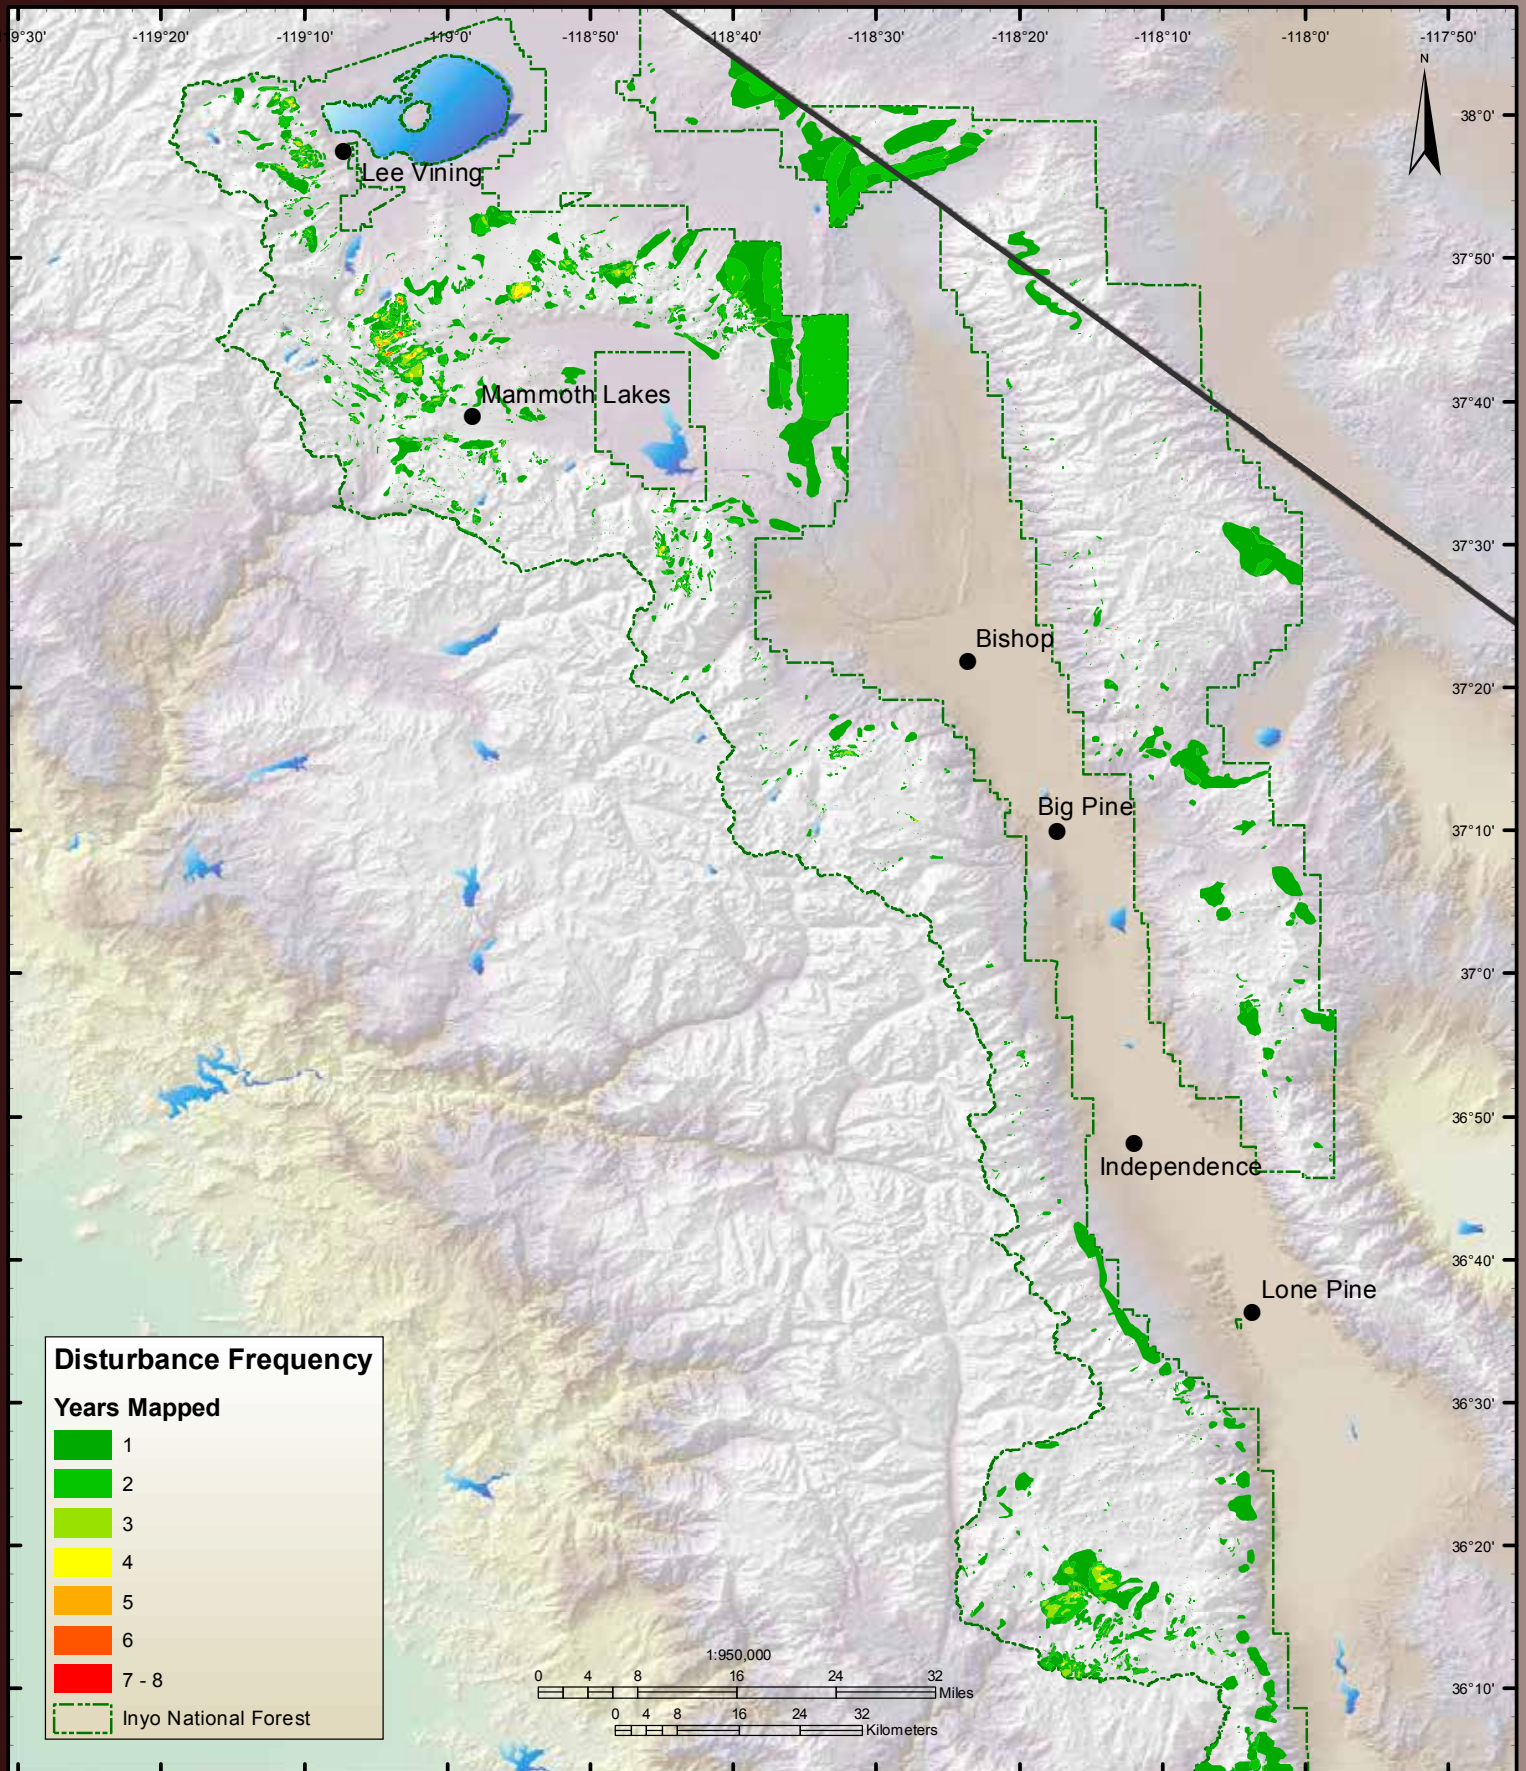 -119°20'
-119°10'
-119°0'
-118°50'
-118°40'
-118°30'
-118°20'
-118°10'
-118°0'
-117°50'
N
38°0'
Lee Vining
37°50'
37°40'
Mammoth Lakes
37°30'
Bishop
37°20'
Big Pine
37°10'
37°0'
36°50'
Independence
36°40'
Lone Pine
36°30'
36°20'
36°10'
Disturbance Frequency
Years Mapped
1
2
3
4
5
6
7 - 8
Inyo National Forest
1:950,000
0 4 8 16 24 32
Miles
0 4 8 16 24 32
Kilometers